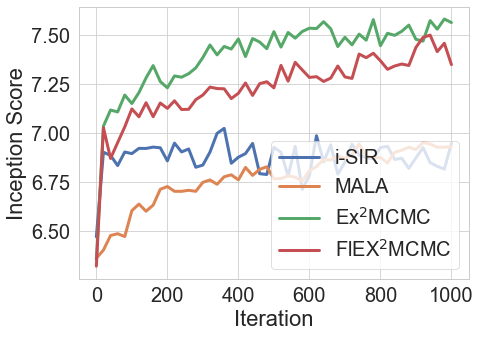 7.50
7.25
7.00
6.75
6.50
Inception Score
i-SIR
MALA
Ex²MCMC
FlEX²MCMC
0 200 400 600 800 1000
Iteration